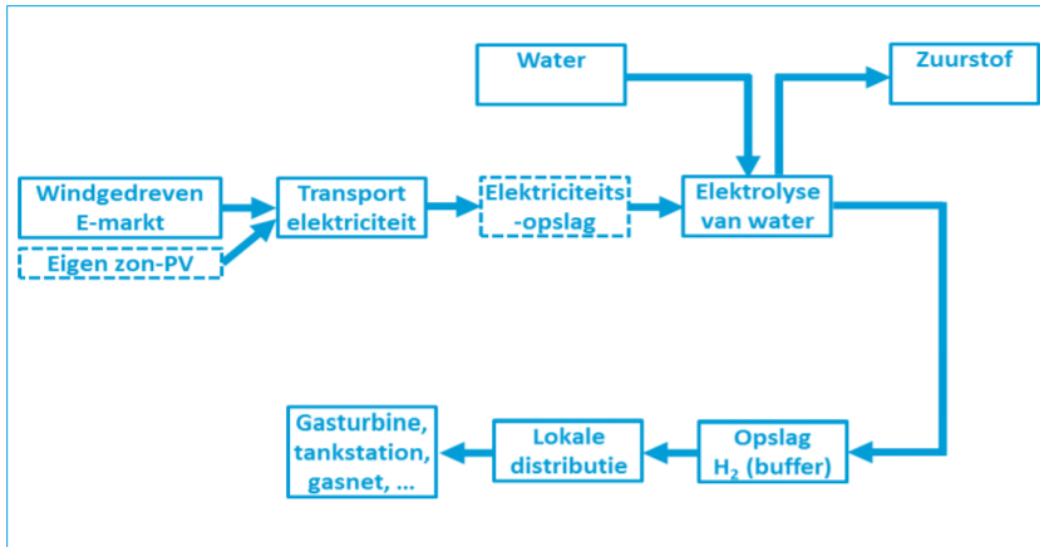 Water
Zuurstof
Windgedreven
E-markt
Transport
elektriciteit
Elektriciteits
-opslag
Elektrolyse
van water
Eigen zon-PV
Gasturbine,
tankstation,
gasnet, ...
Lokale
distributie
Opslag
H₂ (buffer)